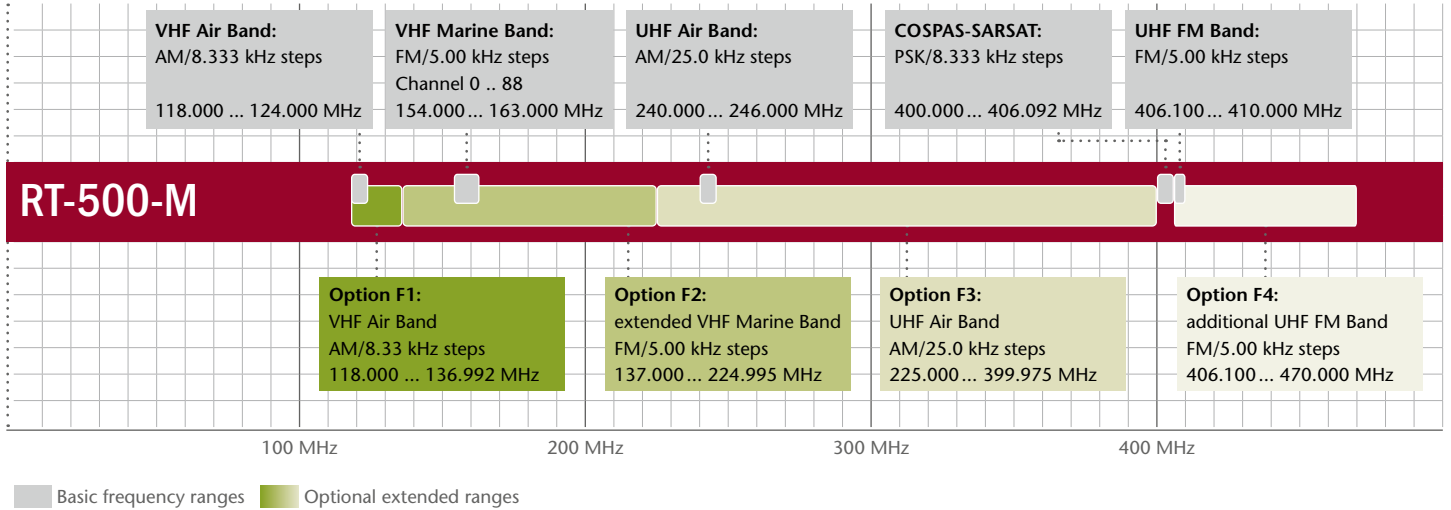 VHF Air Band:
AM/8.333 kHz steps
118.000 ... 124.000 MHz
VHF Marine Band:
FM/5.00 kHz steps
Channel 0 .. 88
154.000 ... 163.000 MHz
UHF Air Band:
AM/25.0 kHz steps
240.000 ... 246.000 MHz
COSPAS-SARSAT:
PSK/8.333 kHz steps
400.000 ... 406.092 MHz
UHF FM Band:
FM/5.00 kHz steps
406.100 ... 410.000 MHz
RT-500-M
Option F1:
VHF Air Band
AM/8.33 kHz steps
118.000 ... 136.992 MHz
Option F2:
extended VHF Marine Band
FM/5.00 kHz steps
137.000 ... 224.995 MHz
Option F3:
UHF Air Band
AM/25.0 kHz steps
225.000 ... 399.975 MHz
Option F4:
additional UHF FM Band
FM/5.00 kHz steps
406.100 ... 470.000 MHz
100 MHz
200 MHz
300 MHz
400 MHz
Basic frequency ranges
Optional extended ranges